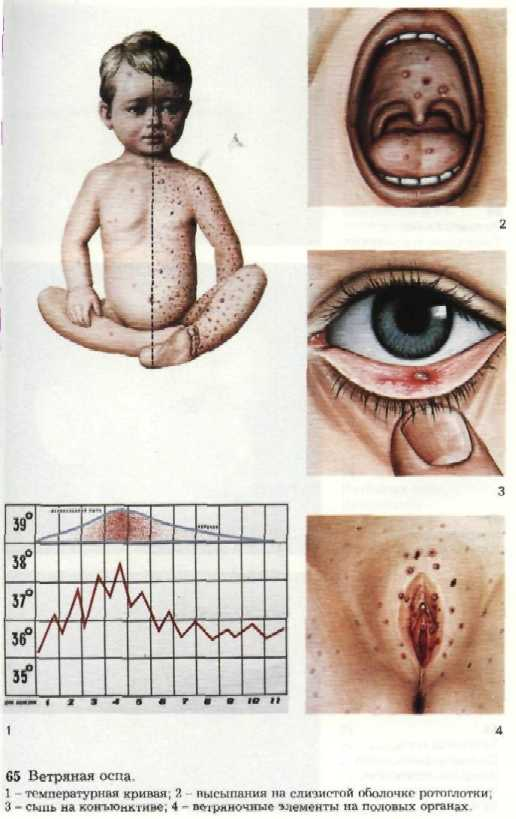 2
3
39°
38°
37°
36°
35°
1 2 3 4 5 6 7 8 9 10 11
1
4
65 Ветряная оспа.
1 – температурная кривая; 2 – высыпания на слизистой оболочке ротоглотки;
3 – сыпь на конъюнктиве; 4 – ветряночные элементы на половых органах.